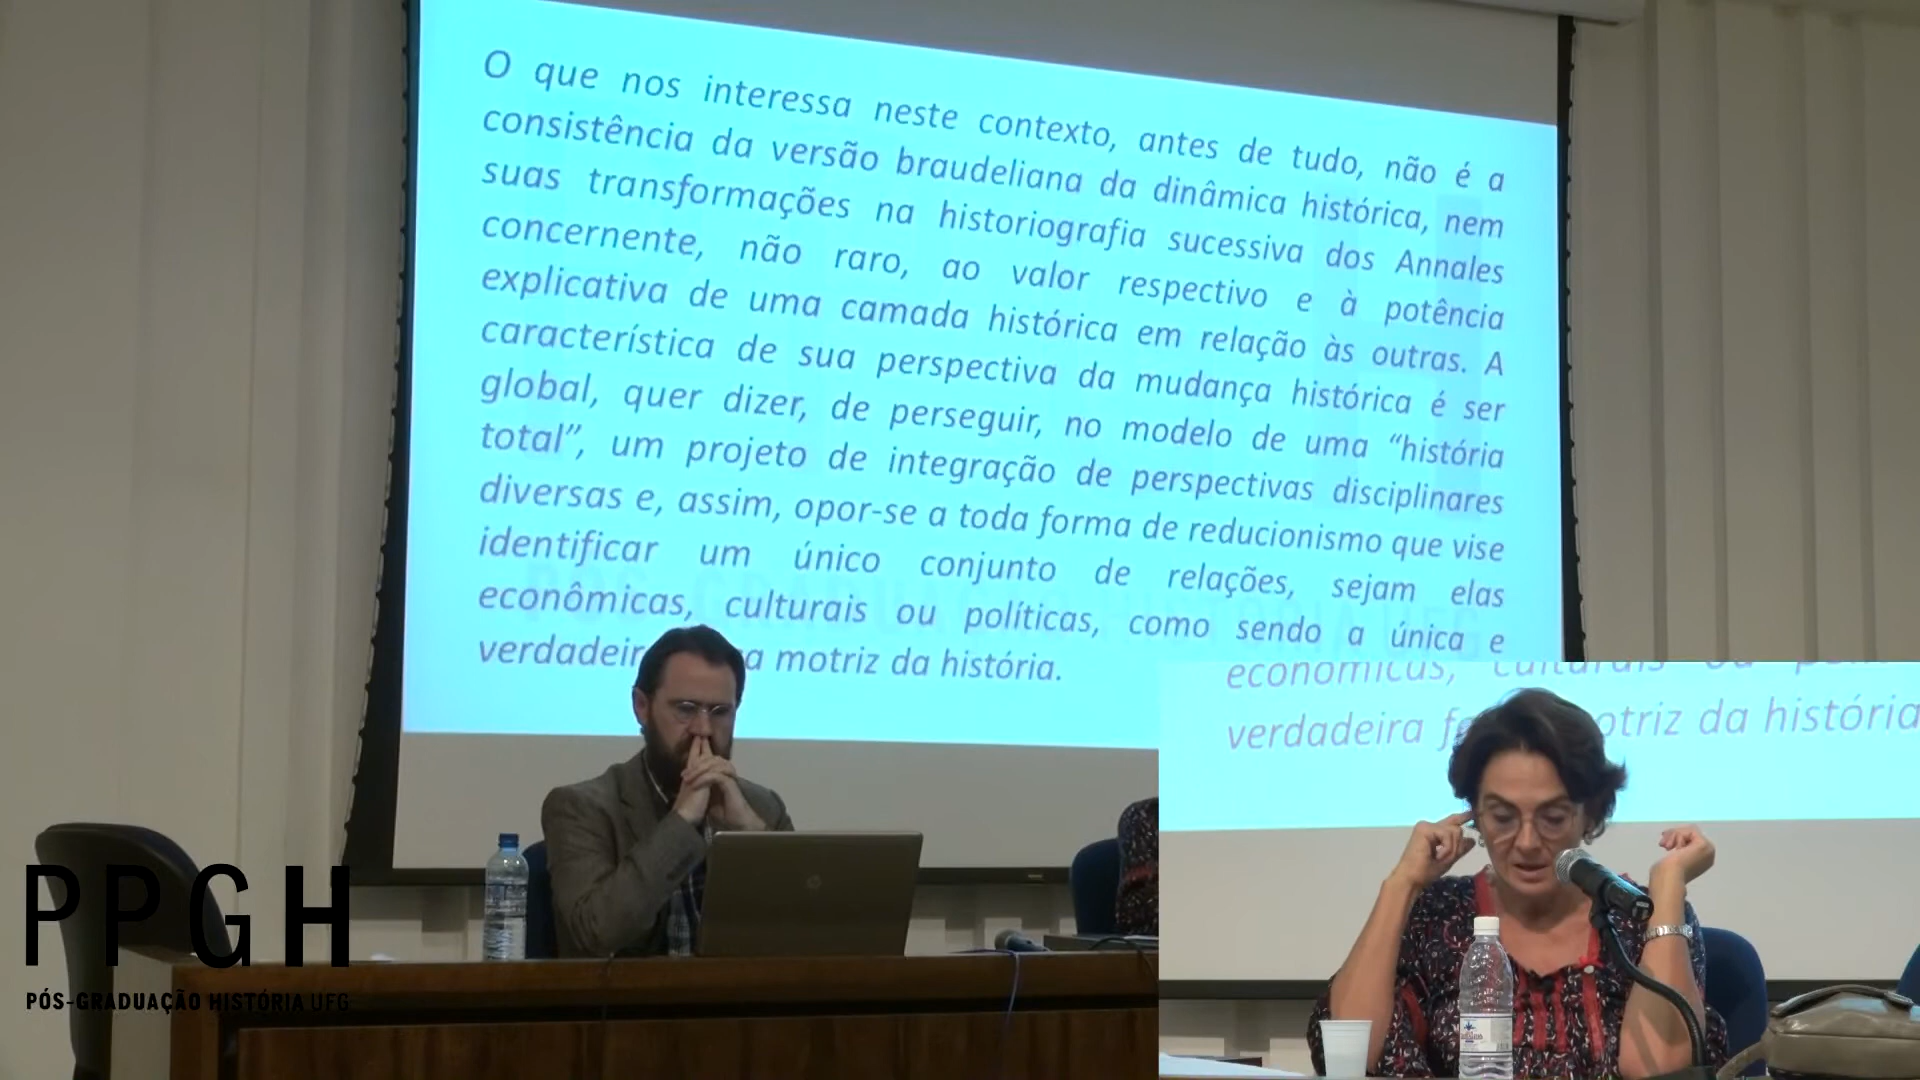 O que nos interessa neste contexto, antes de tudo, não é a
consistência da versão braudeliana da dinâmica histórica, nem
suas transformações na historiografia sucessiva dos Annales
concernente, não raro, ao valor respectivo e à potência
explicativa de uma camada histórica em relação às outras. A
característica de sua perspectiva da mudança histórica é ser
global, quer dizer, de perseguir, no modelo de uma “história
total”, um projeto de integração de perspectivas disciplinares
diversas e, assim, opor-se a toda forma de reducionismo que vise
identificar um único conjunto de relações, sejam elas
econômicas, culturais ou políticas, como sendo a única e
verdadeir a motriz da história.
econômicas, culturais ou
verdadeira f otriz da história
PPGH
PÓS-GRADUAÇÃO HISTÓRIA UFG